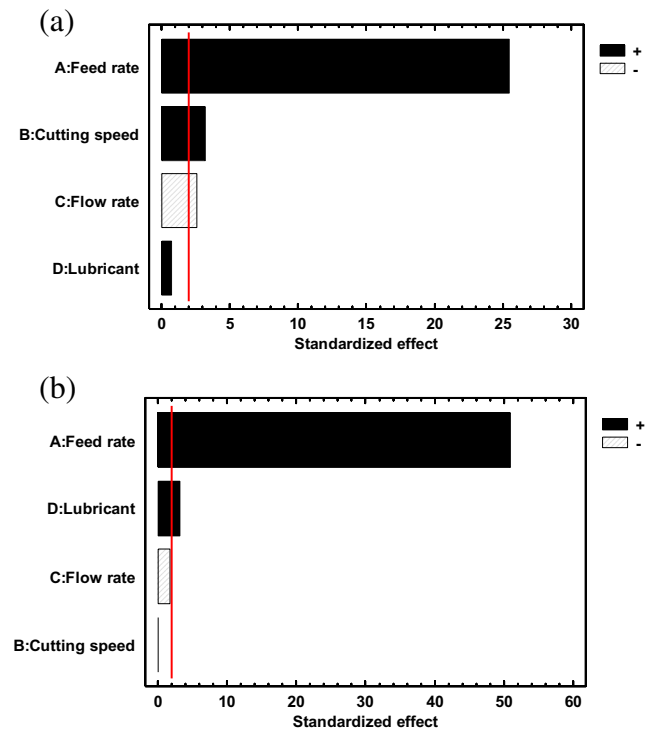 (a)
A:Feed rate
B:Cutting speed
C:Flow rate
D:Lubricant
0 5 10 15 20 25 30
Standardized effect
+
-
(b)
A:Feed rate
D:Lubricant
C:Flow rate
B:Cutting speed
0 10 20 30 40 50 60
Standardized effect
+
-